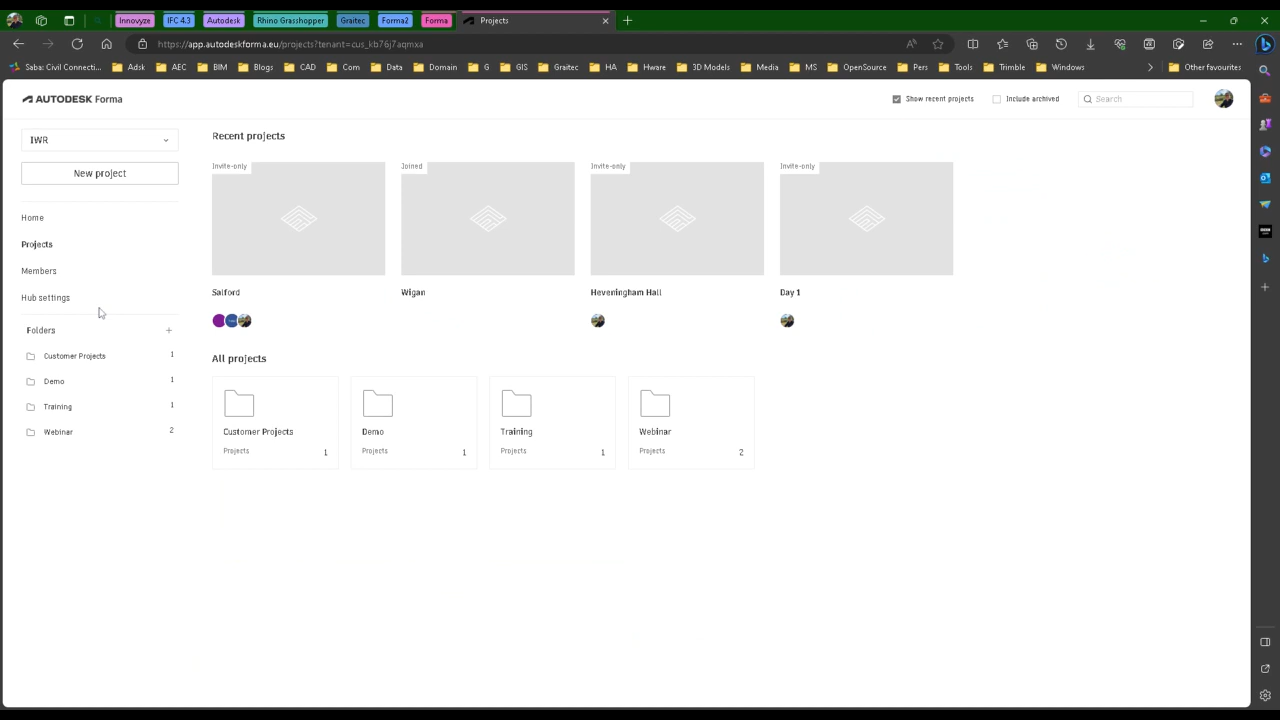 Innovyze
IFC 4.3
Autodesk
Rhino Grasshopper
Graitec
Forma2
Forma
Projects
https://app.autodeskforma.eu/projects?tenant=cus_kb76j7aqmxa
Saba: Civil Connecti...
Adsk
AEC
BIM
Blogs
CAD
Com
Data
Domain
G
GIS
Graitec
HA
Hware
3D Models
Media
MS
OpenSource
Pers
Tools
Trimble
Windows
Other favourites
AUTODESK Forma
Show recent projects
Include archived
Search
IWR
New project
Home
Projects
Members
Hub settings
Folders
Customer Projects 1
Demo 1
Training 1
Webinar 2
Recent projects
Invite-only
Joined
Invite-only
Invite-only
Salford
Wigan
Heveningham Hall
Day 1
All projects
Customer Projects
Projects 1
Demo
Projects 1
Training
Projects 1
Webinar
Projects 2